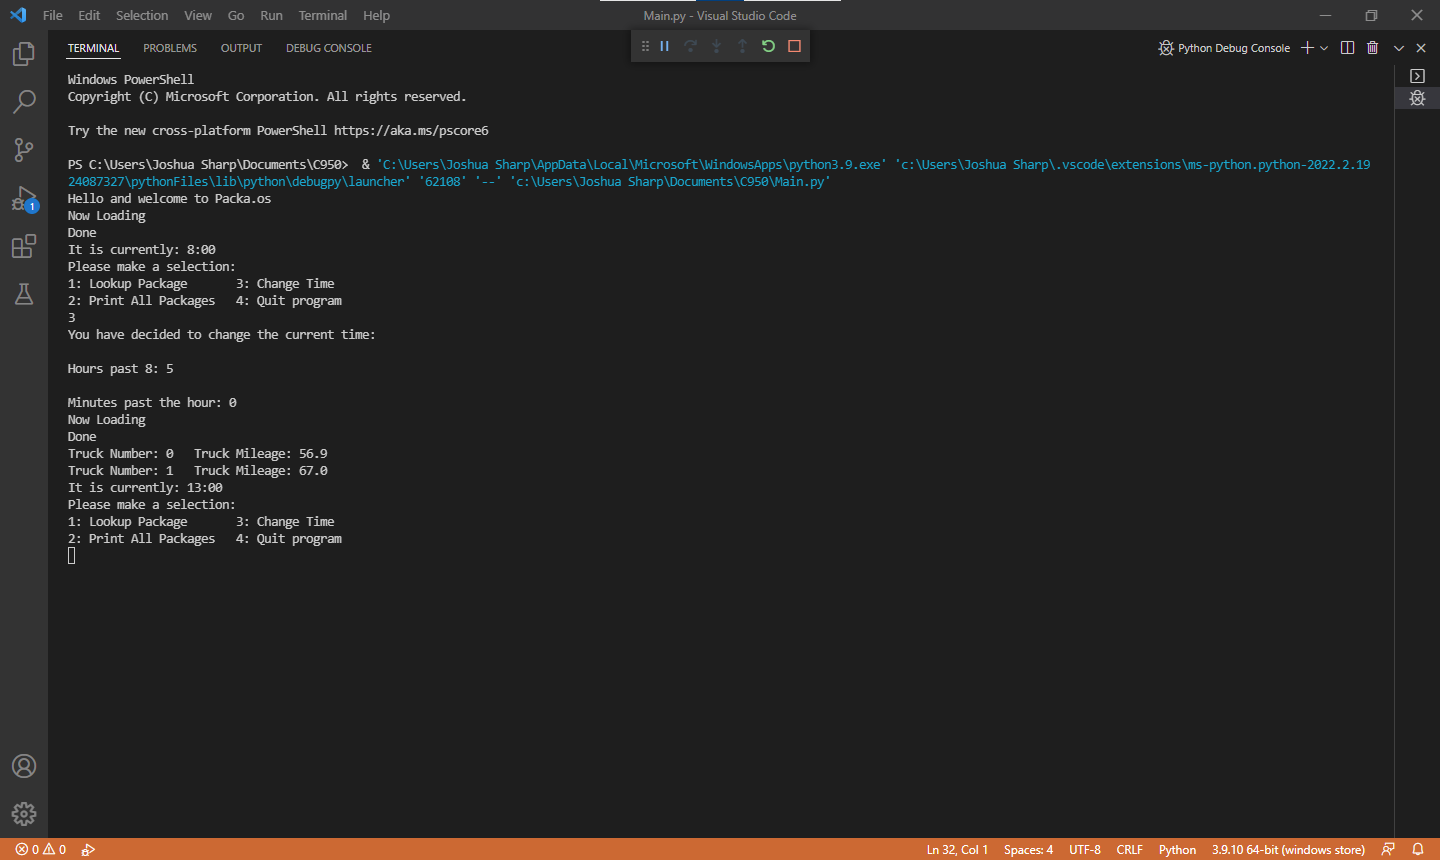 File Edit Selection View Go Run Terminal Help
Main.py - Visual Studio Code
TERMINAL PROBLEMS OUTPUT DEBUG CONSOLE
Python Debug Console
Windows PowerShell
Copyright (C) Microsoft Corporation. All rights reserved.
Try the new cross-platform PowerShell https://aka.ms/pscore6
PS C:\Users\Joshua Sharp\Documents\C950>  & 'C:\Users\Joshua Sharp\AppData\Local\Microsoft\WindowsApps\python3.9.exe' 'c:\Users\Joshua Sharp\.vscode\extensions\ms-python.python-2022.2.19
24087327\pythonFiles\lib\python\debugpy\launcher' '62108' '--' 'c:\Users\Joshua Sharp\Documents\C950\Main.py'
Hello and welcome to Packa.os
Now Loading
Done
It is currently: 8:00
Please make a selection:
1: Lookup Package       3: Change Time
2: Print All Packages   4: Quit program
3
You have decided to change the current time:
Hours past 8: 5
Minutes past the hour: 0
Now Loading
Done
Truck Number: 0   Truck Mileage: 56.9
Truck Number: 1   Truck Mileage: 67.0
It is currently: 13:00
Please make a selection:
1: Lookup Package       3: Change Time
2: Print All Packages   4: Quit program
1
0 0
Ln 32, Col 1 Spaces: 4 UTF-8 CRLF Python 3.9.10 64-bit (windows store)